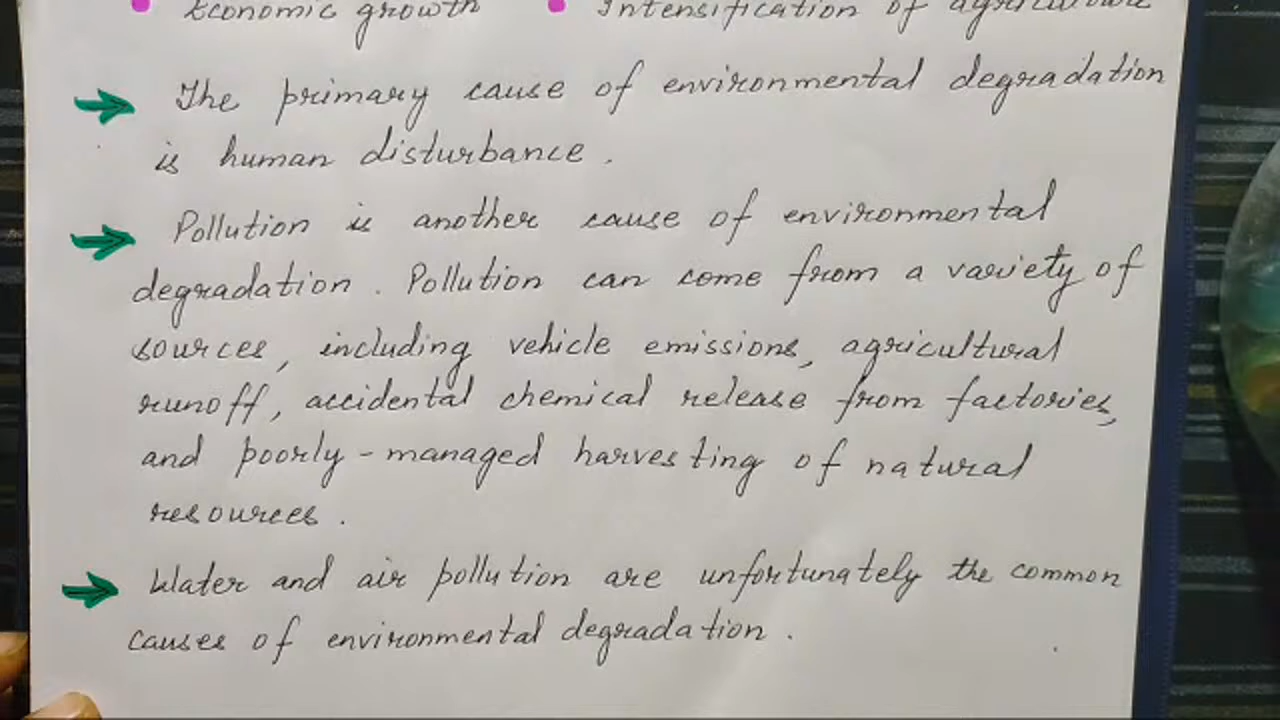 Economic growth Intensification of agriculture
The primary cause of environmental degradation
is human disturbance.
Pollution is another cause of environmental
degradation. Pollution can come from a variety of
sources, including vehicle emissions, agricultural
runoff, accidental chemical release from factories,
and poorly-managed harvesting of natural
resources.
Water and air pollution are unfortunately the common
causes of environmental degradation.